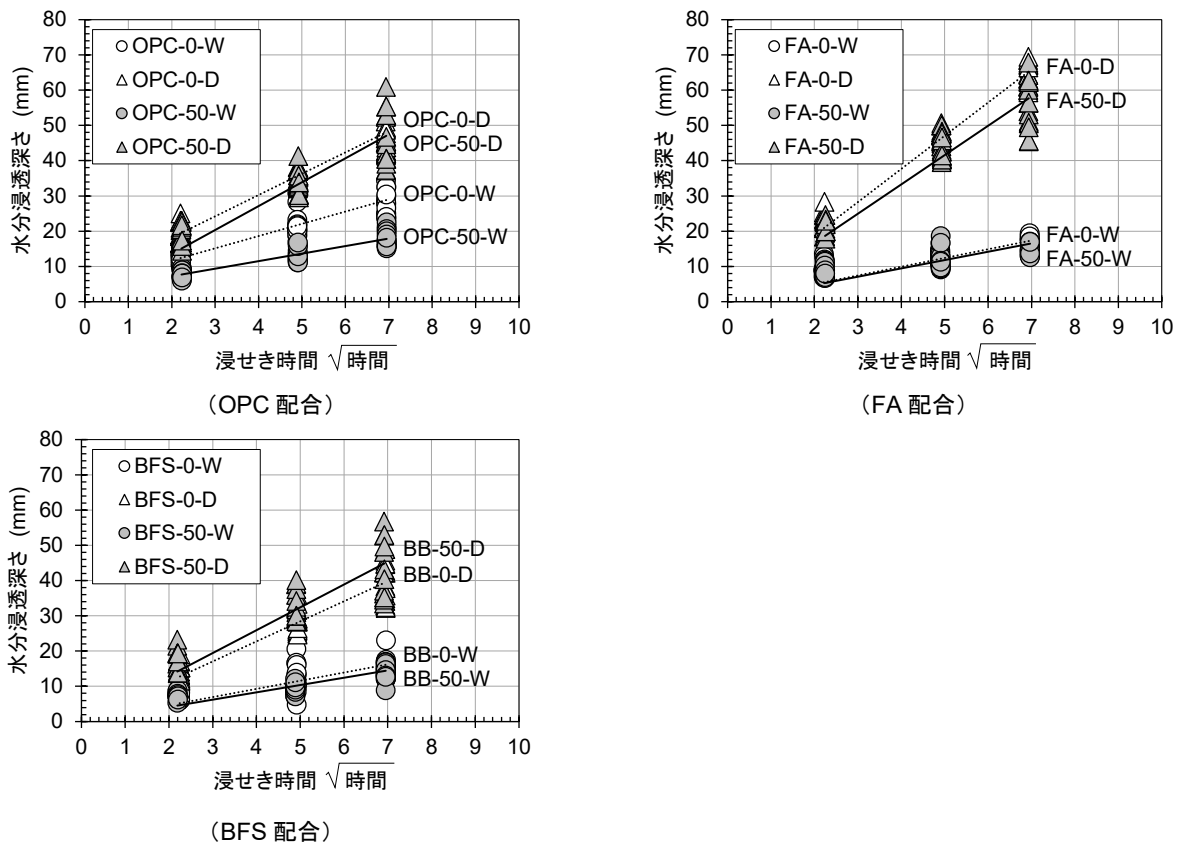 水分浸透深さ (mm)
80
70
60
50
40
30
20
10
0
OPC-0-W
OPC-0-D
OPC-50-W
OPC-50-D
OPC-0-D
OPC-50-D
OPC-0-W
OPC-50-W
0 1 2 3 4 5 6 7 8 9 10
浸せき時間 √時間
（OPC 配合）
水分浸透深さ (mm)
80
70
60
50
40
30
20
10
0
FA-0-W
FA-0-D
FA-50-W
FA-50-D
FA-0-D
FA-50-D
FA-0-W
FA-50-W
0 1 2 3 4 5 6 7 8 9 10
浸せき時間 √時間
（FA 配合）
水分浸透深さ (mm)
80
70
60
50
40
30
20
10
0
BFS-0-W
BFS-0-D
BFS-50-W
BFS-50-D
BB-50-D
BB-0-D
BB-0-W
BB-50-W
0 1 2 3 4 5 6 7 8 9 10
浸せき時間 √時間
（BFS 配合）